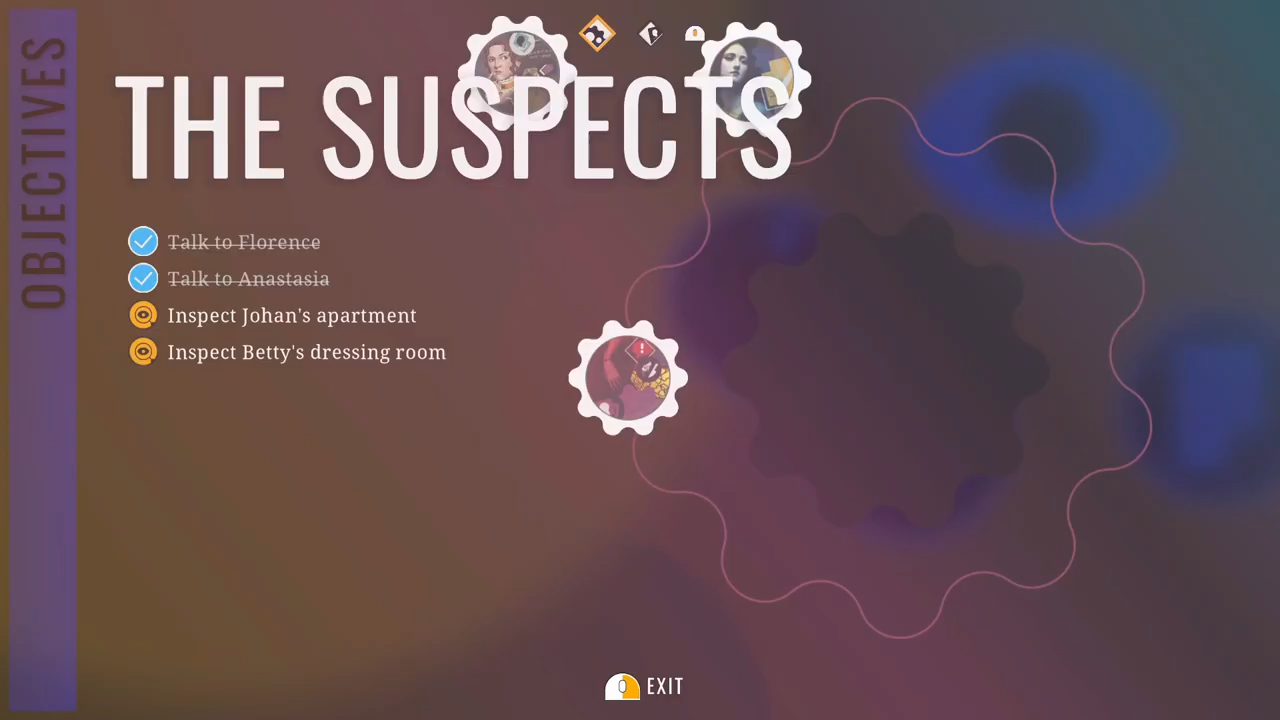 OBJECTIVES
THE SUSPECTS
Talk to Florence
Talk to Anastasia
Inspect Johan's apartment
Inspect Betty's dressing room
EXIT